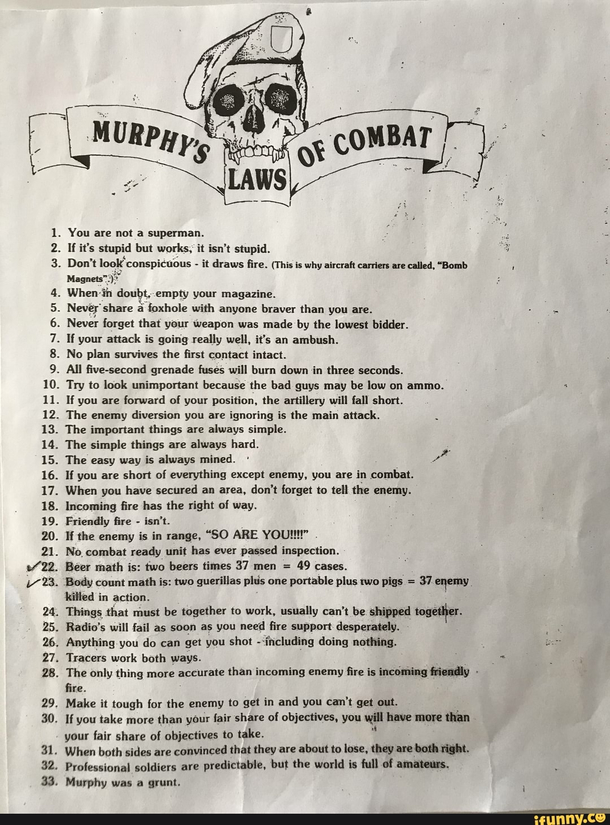 MURPHY'S
LAWS
OF COMBAT
1. You are not a superman.
2. If it's stupid but works, it isn't stupid.
3. Don't look conspicuous - it draws fire. (This is why aircraft carriers are called, "Bomb
Magnets".)
4. When in doubt, empty your magazine.
5. Never share a foxhole with anyone braver than you are.
6. Never forget that your weapon was made by the lowest bidder.
7. If your attack is going really well, it's an ambush.
8. No plan survives the first contact intact.
9. All five-second grenade fuses will burn down in three seconds.
10. Try to look unimportant because the bad guys may be low on ammo.
11. If you are forward of your position, the artillery will fall short.
12. The enemy diversion you are ignoring is the main attack.
13. The important things are always simple.
14. The simple things are always hard.
15. The easy way is always mined.
16. If you are short of everything except enemy, you are in combat.
17. When you have secured an area, don't forget to tell the enemy.
18. Incoming fire has the right of way.
19. Friendly fire - isn't.
20. If the enemy is in range, "SO ARE YOU!!!!"
21. No combat ready unit has ever passed inspection.
22. Beer math is: two beers times 37 men = 49 cases.
23. Body count math is: two guerillas plus one portable plus two pigs = 37 enemy
killed in action.
24. Things that must be together to work, usually can't be shipped together.
25. Radio's will fail as soon as you need fire support desperately.
26. Anything you do can get you shot - including doing nothing.
27. Tracers work both ways.
28. The only thing more accurate than incoming enemy fire is incoming friendly
fire.
29. Make it tough for the enemy to get in and you can't get out.
30. If you take more than your fair share of objectives, you will have more than
your fair share of objectives to take.
31. When both sides are convinced that they are about to lose, they are both right.
32. Professional soldiers are predictable, but the world is full of amateurs.
33. Murphy was a grunt.
ifunny.co